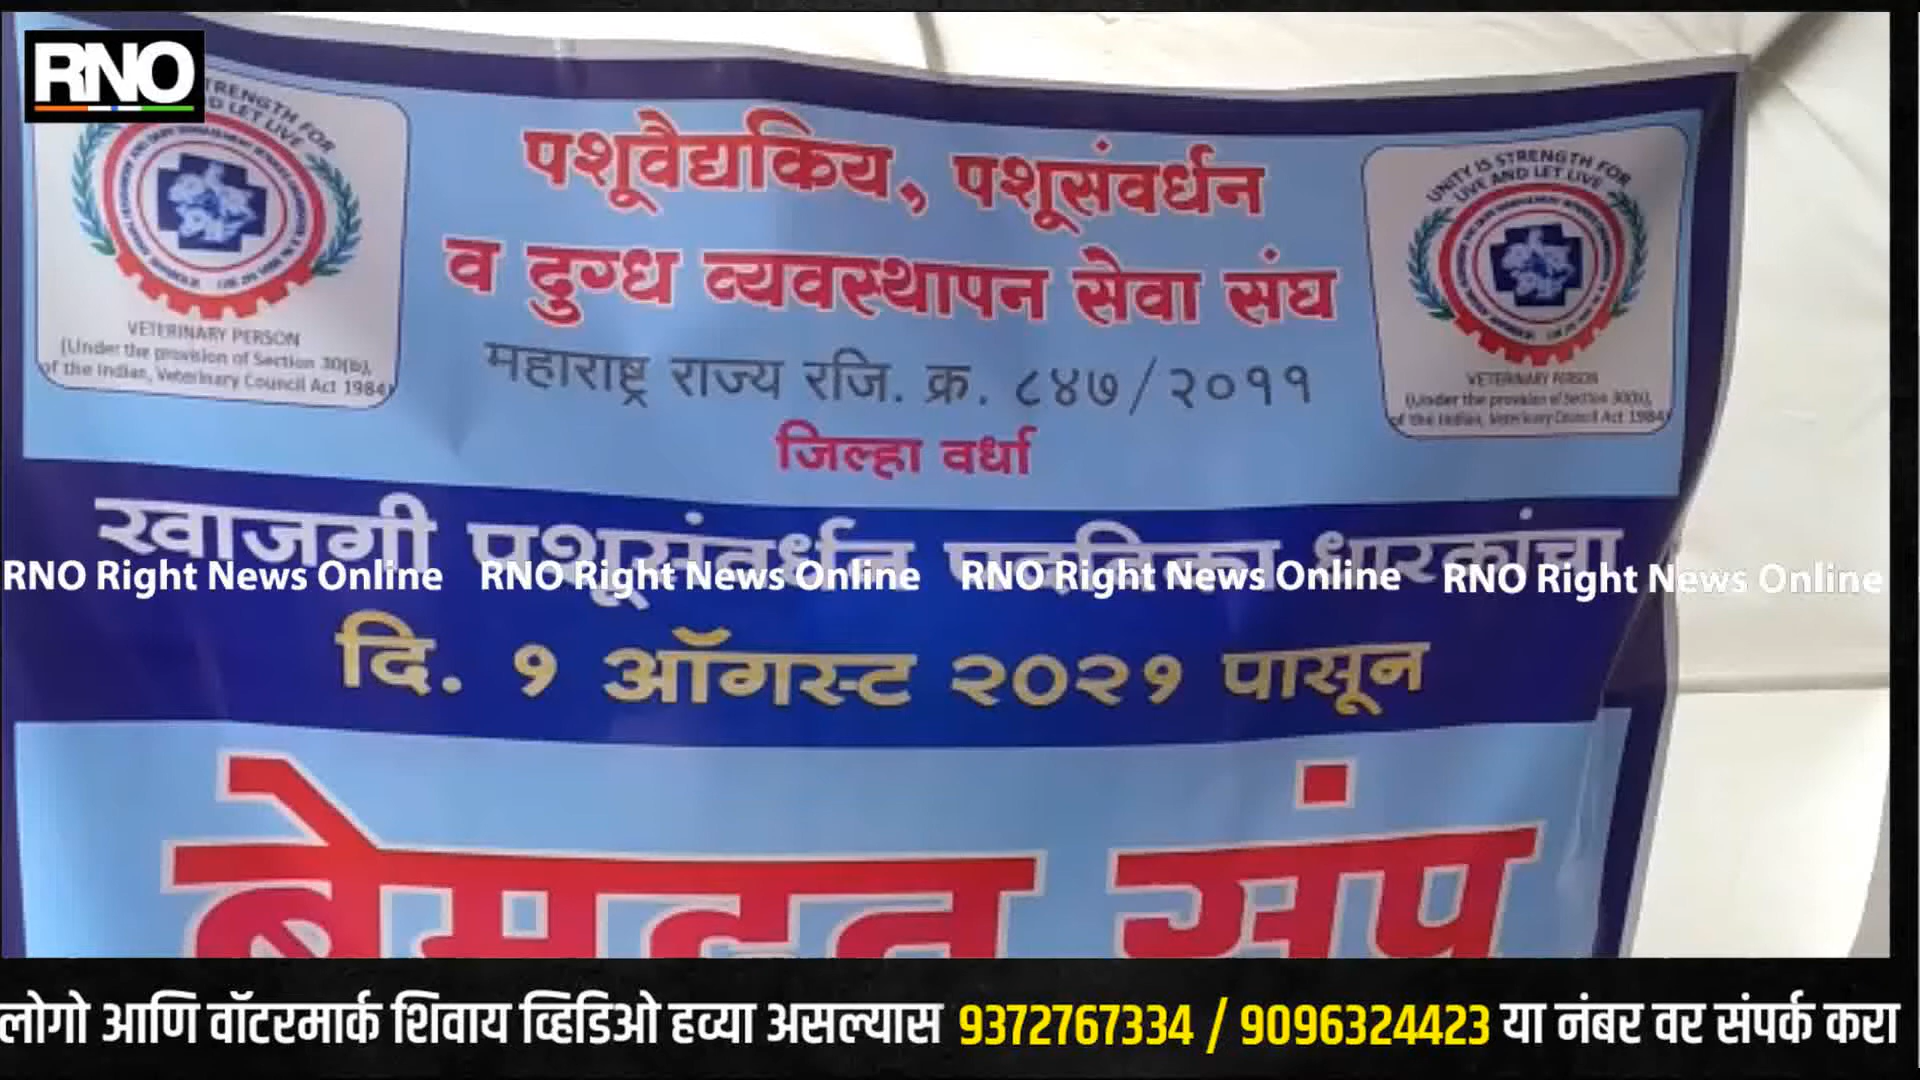 RNO
TRENGTH FOR
D LET LIVE
UNITY IS STRENGTH FOR
LIVE AND LET LIVE
पशूवैद्यकिय, पशूसंवर्धन
व दुग्ध व्यवस्थापन सेवा संघ
महाराष्ट्र राज्य रजि. क्र. ८४७/२०११
जिल्हा वर्धा
VETERINARY PERSON
(Under the provision of Section 30(b),
of the Indian, Veterinary Council Act 1984)
VETERINARY PERSON
(Under the provision of Section 30(b),
of the Indian, Veterinary Council Act 1984)
खाजगी पशूसंवर्धन पदविका धारकांचा
RNO Right News Online RNO Right News Online RNO Right News Online RNO Right News Online
दि. १ ऑगस्ट २०२१ पासून
बेमुदत संप
लोगो आणि वॉटरमार्क शिवाय व्हिडिओ हव्या असल्यास 9372767334 / 9096324423 या नंबर वर संपर्क करा